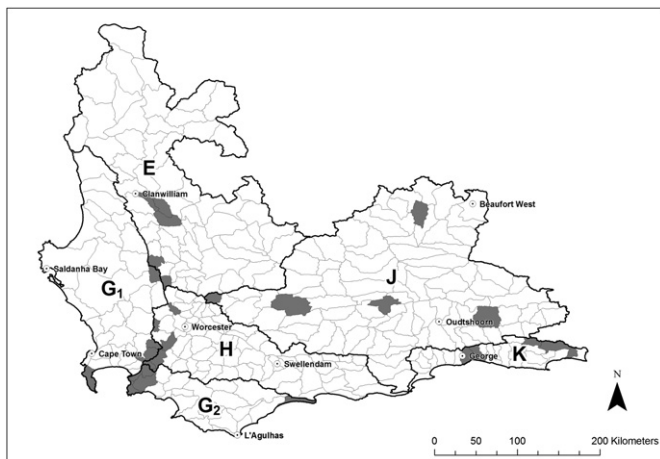 E
Clanwilliam
Beaufort West
Saldanha Bay
J
G1
Oudtshoorn
Worcester
H
K
Cape Town
George
Swellendam
G2
N
L'Agulhas
0 50 100 200 Kilometers